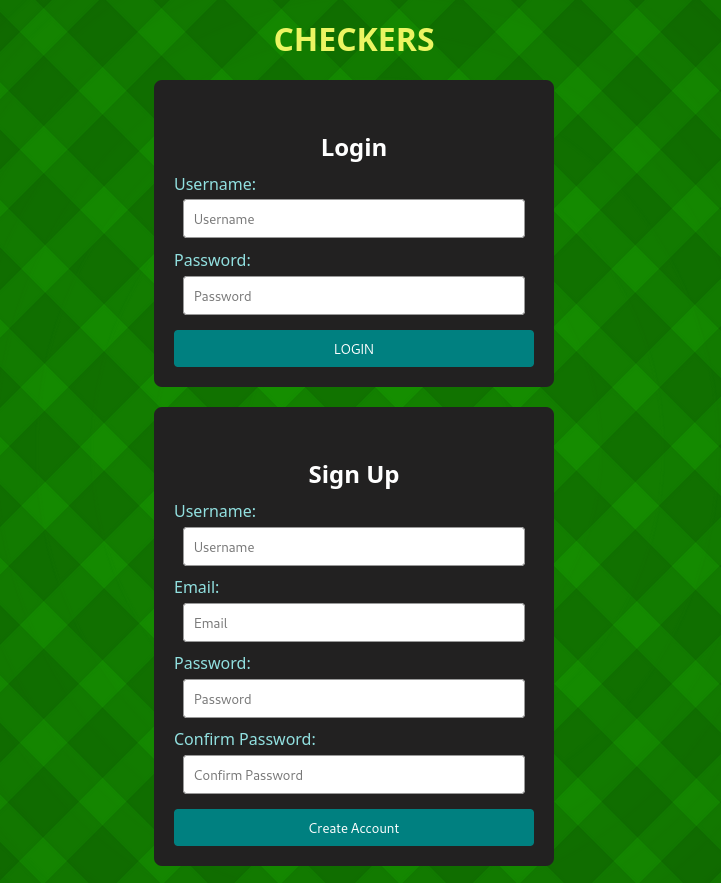 CHECKERS
Login
Username:
Username
Password:
Password
LOGIN
Sign Up
Username:
Username
Email:
Email
Password:
Password
Confirm Password:
Confirm Password
Create Account